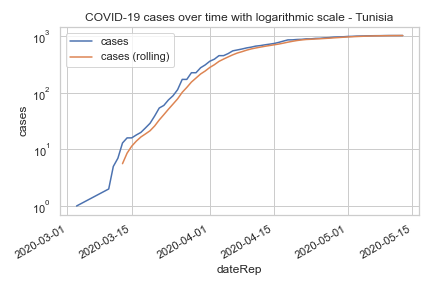 COVID-19 cases over time with logarithmic scale - Tunisia
cases
cases (rolling)
10³
10²
10¹
10⁰
cases
2020-03-01
2020-03-15
2020-04-01
2020-04-15
2020-05-01
2020-05-15
dateRep